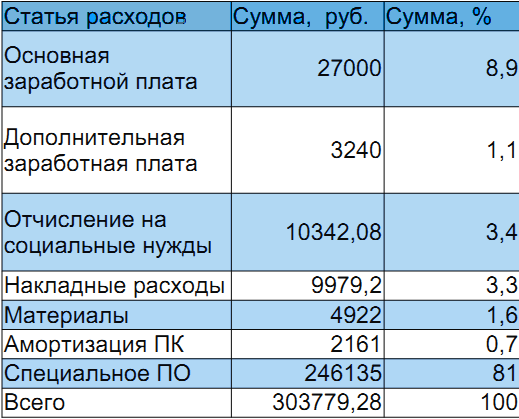 Статья расходов Сумма, руб. Сумма, %
Основная
заработной плата 27000 8,9
Дополнительная
заработная плата 3240 1,1
Отчисление на
социальные нужды 10342,08 3,4
Накладные расходы 9979,2 3,3
Материалы 4922 1,6
Амортизация ПК 2161 0,7
Специальное ПО 246135 81
Всего 303779,28 100